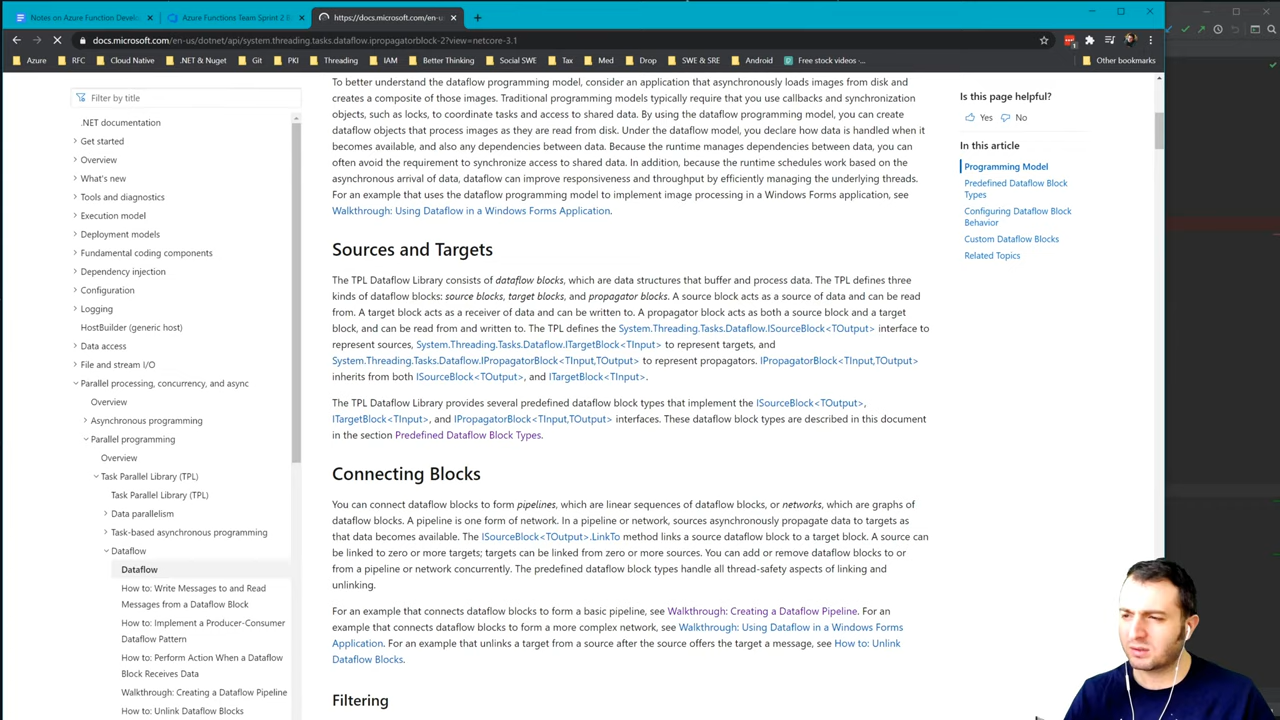 Notes on Azure Function Develo
Azure Functions Team Sprint 2
https://docs.microsoft.com/en-us
docs.microsoft.com/en-us/dotnet/api/system.threading.tasks.dataflow.ipropagatorblock-2?view=netcore-3.1
Azure
RFC
Cloud Native
.NET & Nuget
Git
PKI
Threading
IAM
Better Thinking
Social SWE
Tax
Med
Drop
SWE & SRE
Android
Free stock videos -...
Other bookmarks
Filter by title
.NET documentation
Get started
Overview
What's new
Tools and diagnostics
Execution model
Deployment models
Fundamental coding components
Dependency injection
Configuration
Logging
HostBuilder (generic host)
Data access
File and stream I/O
Parallel processing, concurrency, and async
Overview
Asynchronous programming
Parallel programming
Overview
Task Parallel Library (TPL)
Task Parallel Library (TPL)
Data parallelism
Task-based asynchronous programming
Dataflow
Dataflow
How to: Write Messages to and Read
Messages from a Dataflow Block
How to: Implement a Producer-Consumer
Dataflow Pattern
How to: Perform Action When a Dataflow
Block Receives Data
Walkthrough: Creating a Dataflow Pipeline
How to: Unlink Dataflow Blocks
To better understand the dataflow programming model, consider an application that asynchronously loads images from disk and
creates a composite of those images. Traditional programming models typically require that you use callbacks and synchronization
objects, such as locks, to coordinate tasks and access to shared data. By using the dataflow programming model, you can create
dataflow objects that process images as they are read from disk. Under the dataflow model, you declare how data is handled when it
becomes available, and also any dependencies between data. Because the runtime manages dependencies between data, you can
often avoid the requirement to synchronize access to shared data. In addition, because the runtime schedules work based on the
asynchronous arrival of data, dataflow can improve responsiveness and throughput by efficiently managing the underlying threads.
For an example that uses the dataflow programming model to implement image processing in a Windows Forms application, see
Walkthrough: Using Dataflow in a Windows Forms Application.
Sources and Targets
The TPL Dataflow Library consists of dataflow blocks, which are data structures that buffer and process data. The TPL defines three
kinds of dataflow blocks: source blocks, target blocks, and propagator blocks. A source block acts as a source of data and can be read
from. A target block acts as a receiver of data and can be written to. A propagator block acts as both a source block and a target
block, and can be read from and written to. The TPL defines the System.Threading.Tasks.Dataflow.ISourceBlock<TOutput> interface to
represent sources, System.Threading.Tasks.Dataflow.ITargetBlock<TInput> to represent targets, and
System.Threading.Tasks.Dataflow.IPropagatorBlock<TInput,TOutput> to represent propagators. IPropagatorBlock<TInput,TOutput>
inherits from both ISourceBlock<TOutput>, and ITargetBlock<TInput>.
The TPL Dataflow Library provides several predefined dataflow block types that implement the ISourceBlock<TOutput>,
ITargetBlock<TInput>, and IPropagatorBlock<TInput,TOutput> interfaces. These dataflow block types are described in this document
in the section Predefined Dataflow Block Types.
Connecting Blocks
You can connect dataflow blocks to form pipelines, which are linear sequences of dataflow blocks, or networks, which are graphs of
dataflow blocks. A pipeline is one form of network. In a pipeline or network, sources asynchronously propagate data to targets as
that data becomes available. The ISourceBlock<TOutput>.LinkTo method links a source dataflow block to a target block. A source can
be linked to zero or more targets; targets can be linked from zero or more sources. You can add or remove dataflow blocks to or
from a pipeline or network concurrently. The predefined dataflow block types handle all thread-safety aspects of linking and
unlinking.
For an example that connects dataflow blocks to form a basic pipeline, see Walkthrough: Creating a Dataflow Pipeline. For an
example that connects dataflow blocks to form a more complex network, see Walkthrough: Using Dataflow in a Windows Forms
Application. For an example that unlinks a target from a source after the source offers the target a message, see How to: Unlink
Dataflow Blocks.
Filtering
Is this page helpful?
Yes
No
In this article
Programming Model
Predefined Dataflow Block
Types
Configuring Dataflow Block
Behavior
Custom Dataflow Blocks
Related Topics